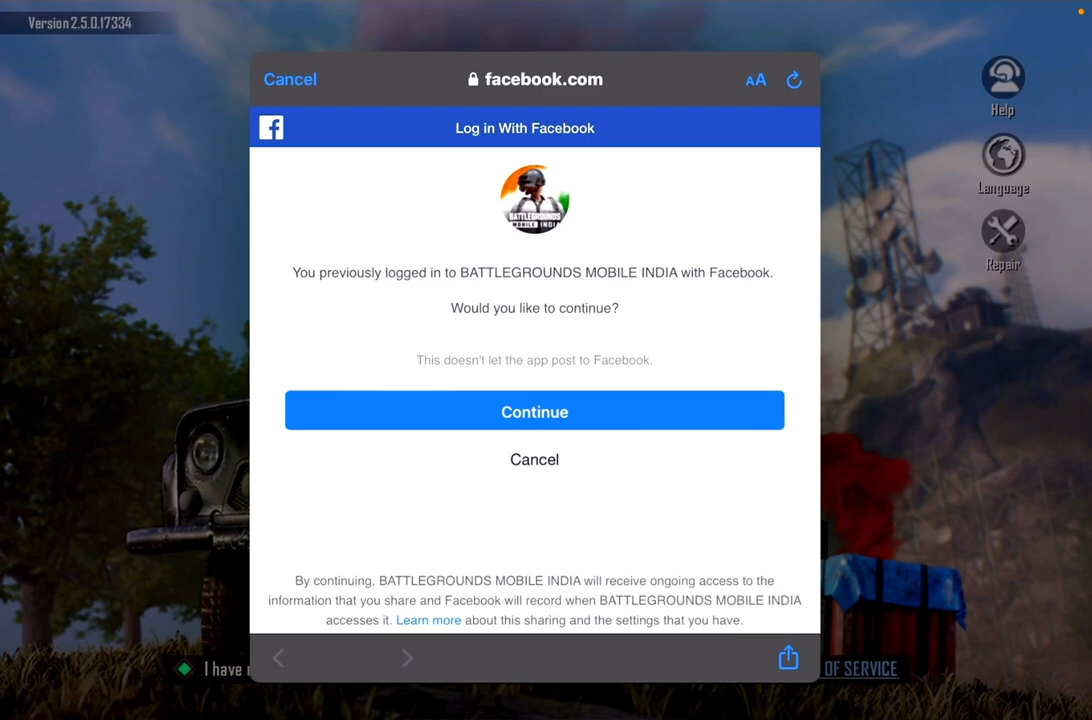 Version 2.5.0.17334
Cancel
facebook.com
AA
Log in With Facebook
Help
Language
Repair
BATTLEGROUNDS
MOBILE INDIA
You previously logged in to BATTLEGROUNDS MOBILE INDIA with Facebook.
Would you like to continue?
This doesn't let the app post to Facebook.
Continue
Cancel
By continuing, BATTLEGROUNDS MOBILE INDIA will receive ongoing access to the
information that you share and Facebook will record when BATTLEGROUNDS MOBILE INDIA
accesses it. Learn more about this sharing and the settings that you have.
I have
OF SERVICE